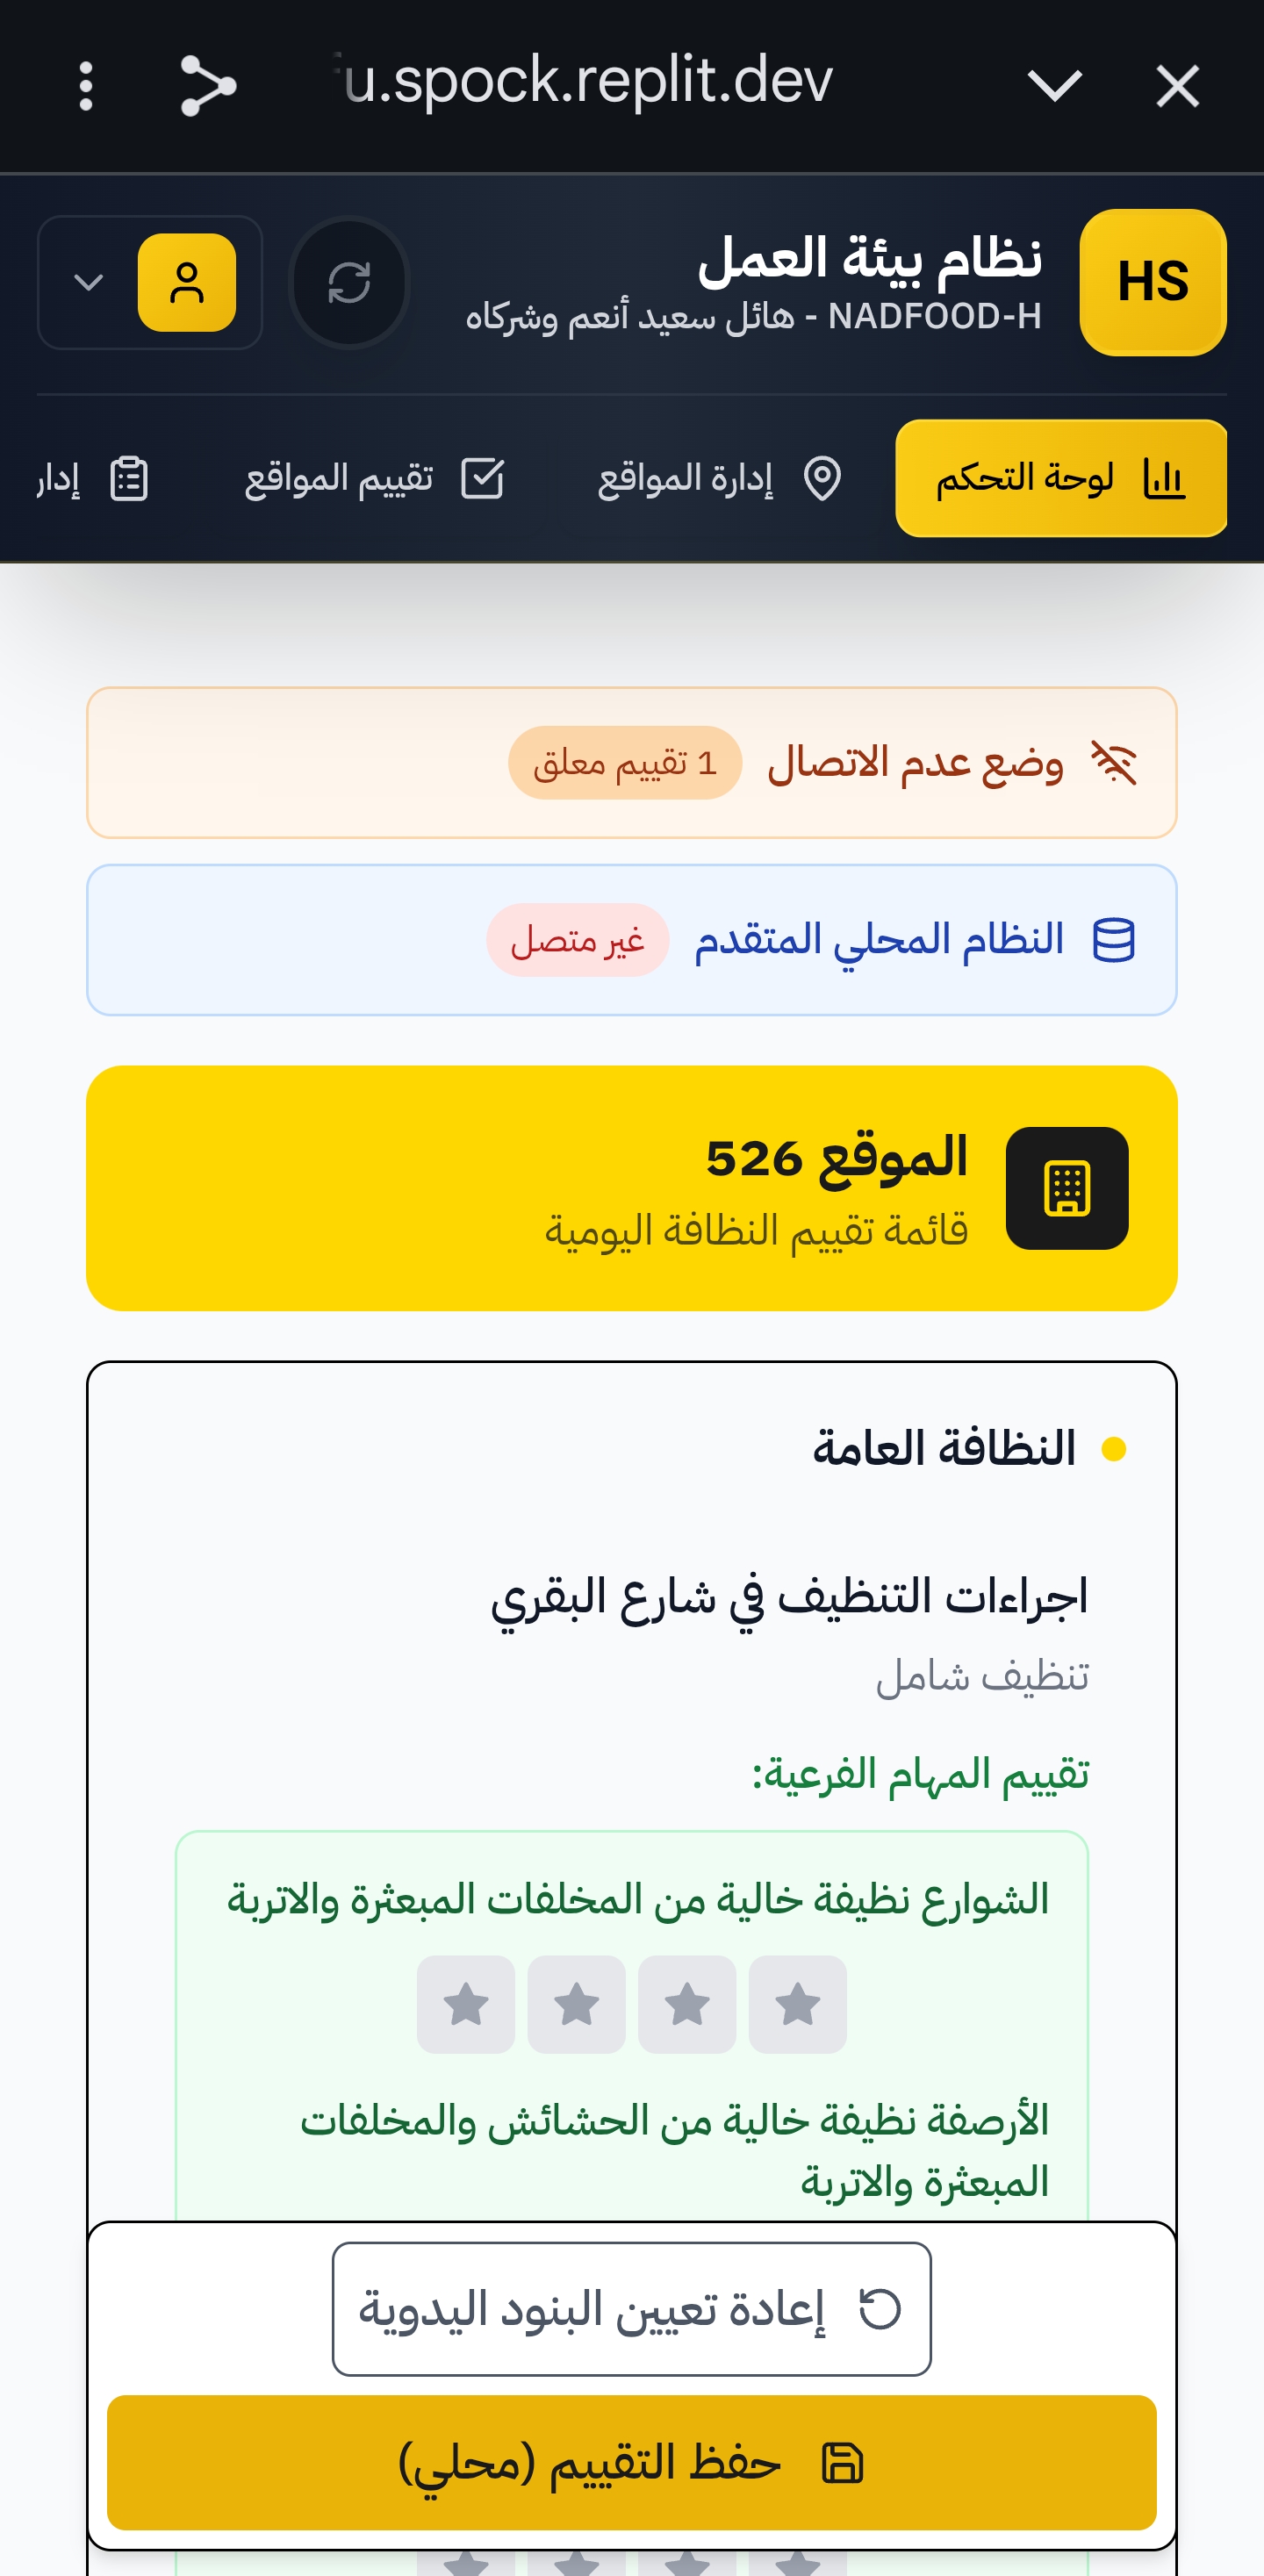 u.spock.replit.dev
HS
نظام بيئة العمل
NADFOOD-H - هائل سعيد أنعم وشركاه
لوحة التحكم
إدارة المواقع
تقييم المواقع
إدار
وضع عدم الاتصال
1 تقييم معلق
النظام المحلي المتقدم
غير متصل
الموقع 526
قائمة تقييم النظافة اليومية
النظافة العامة
اجراءات التنظيف في شارع البقري
تنظيف شامل
تقييم المهام الفرعية:
الشوارع نظيفة خالية من المخلفات المبعثرة والاتربة
الأرصفة نظيفة خالية من الحشائش والمخلفات
المبعثرة والاتربة
إعادة تعيين البنود اليدوية
حفظ التقييم (محلي)